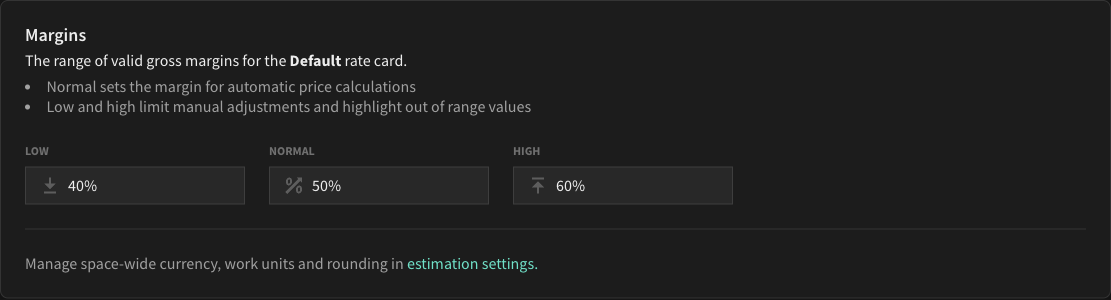 Margins
The range of valid gross margins for the Default rate card.
• Normal sets the margin for automatic price calculations
• Low and high limit manual adjustments and highlight out of range values
LOW NORMAL HIGH
40% 50% 60%
Manage space-wide currency, work units and rounding in estimation settings.